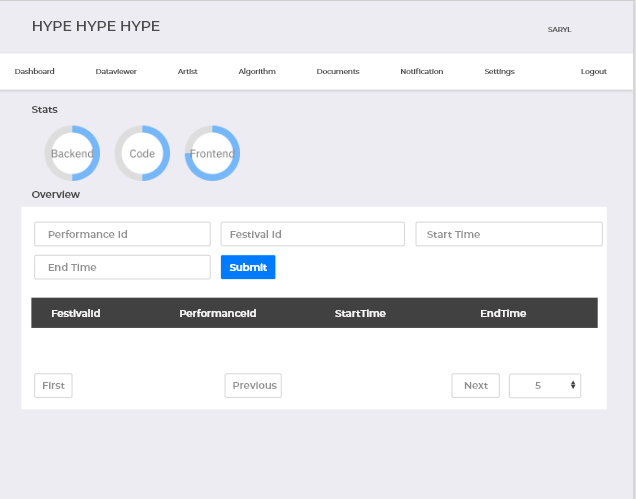 HYPE HYPE HYPE
SARYL
Dashboard Dataviewer Artist Algorithm Documents Notification Settings Logout
Stats
Backend Code Frontend
Overview
Performance Id Festival Id Start Time
End Time Submit
FestivalId PerformanceId StartTime EndTime
First Previous Next 5